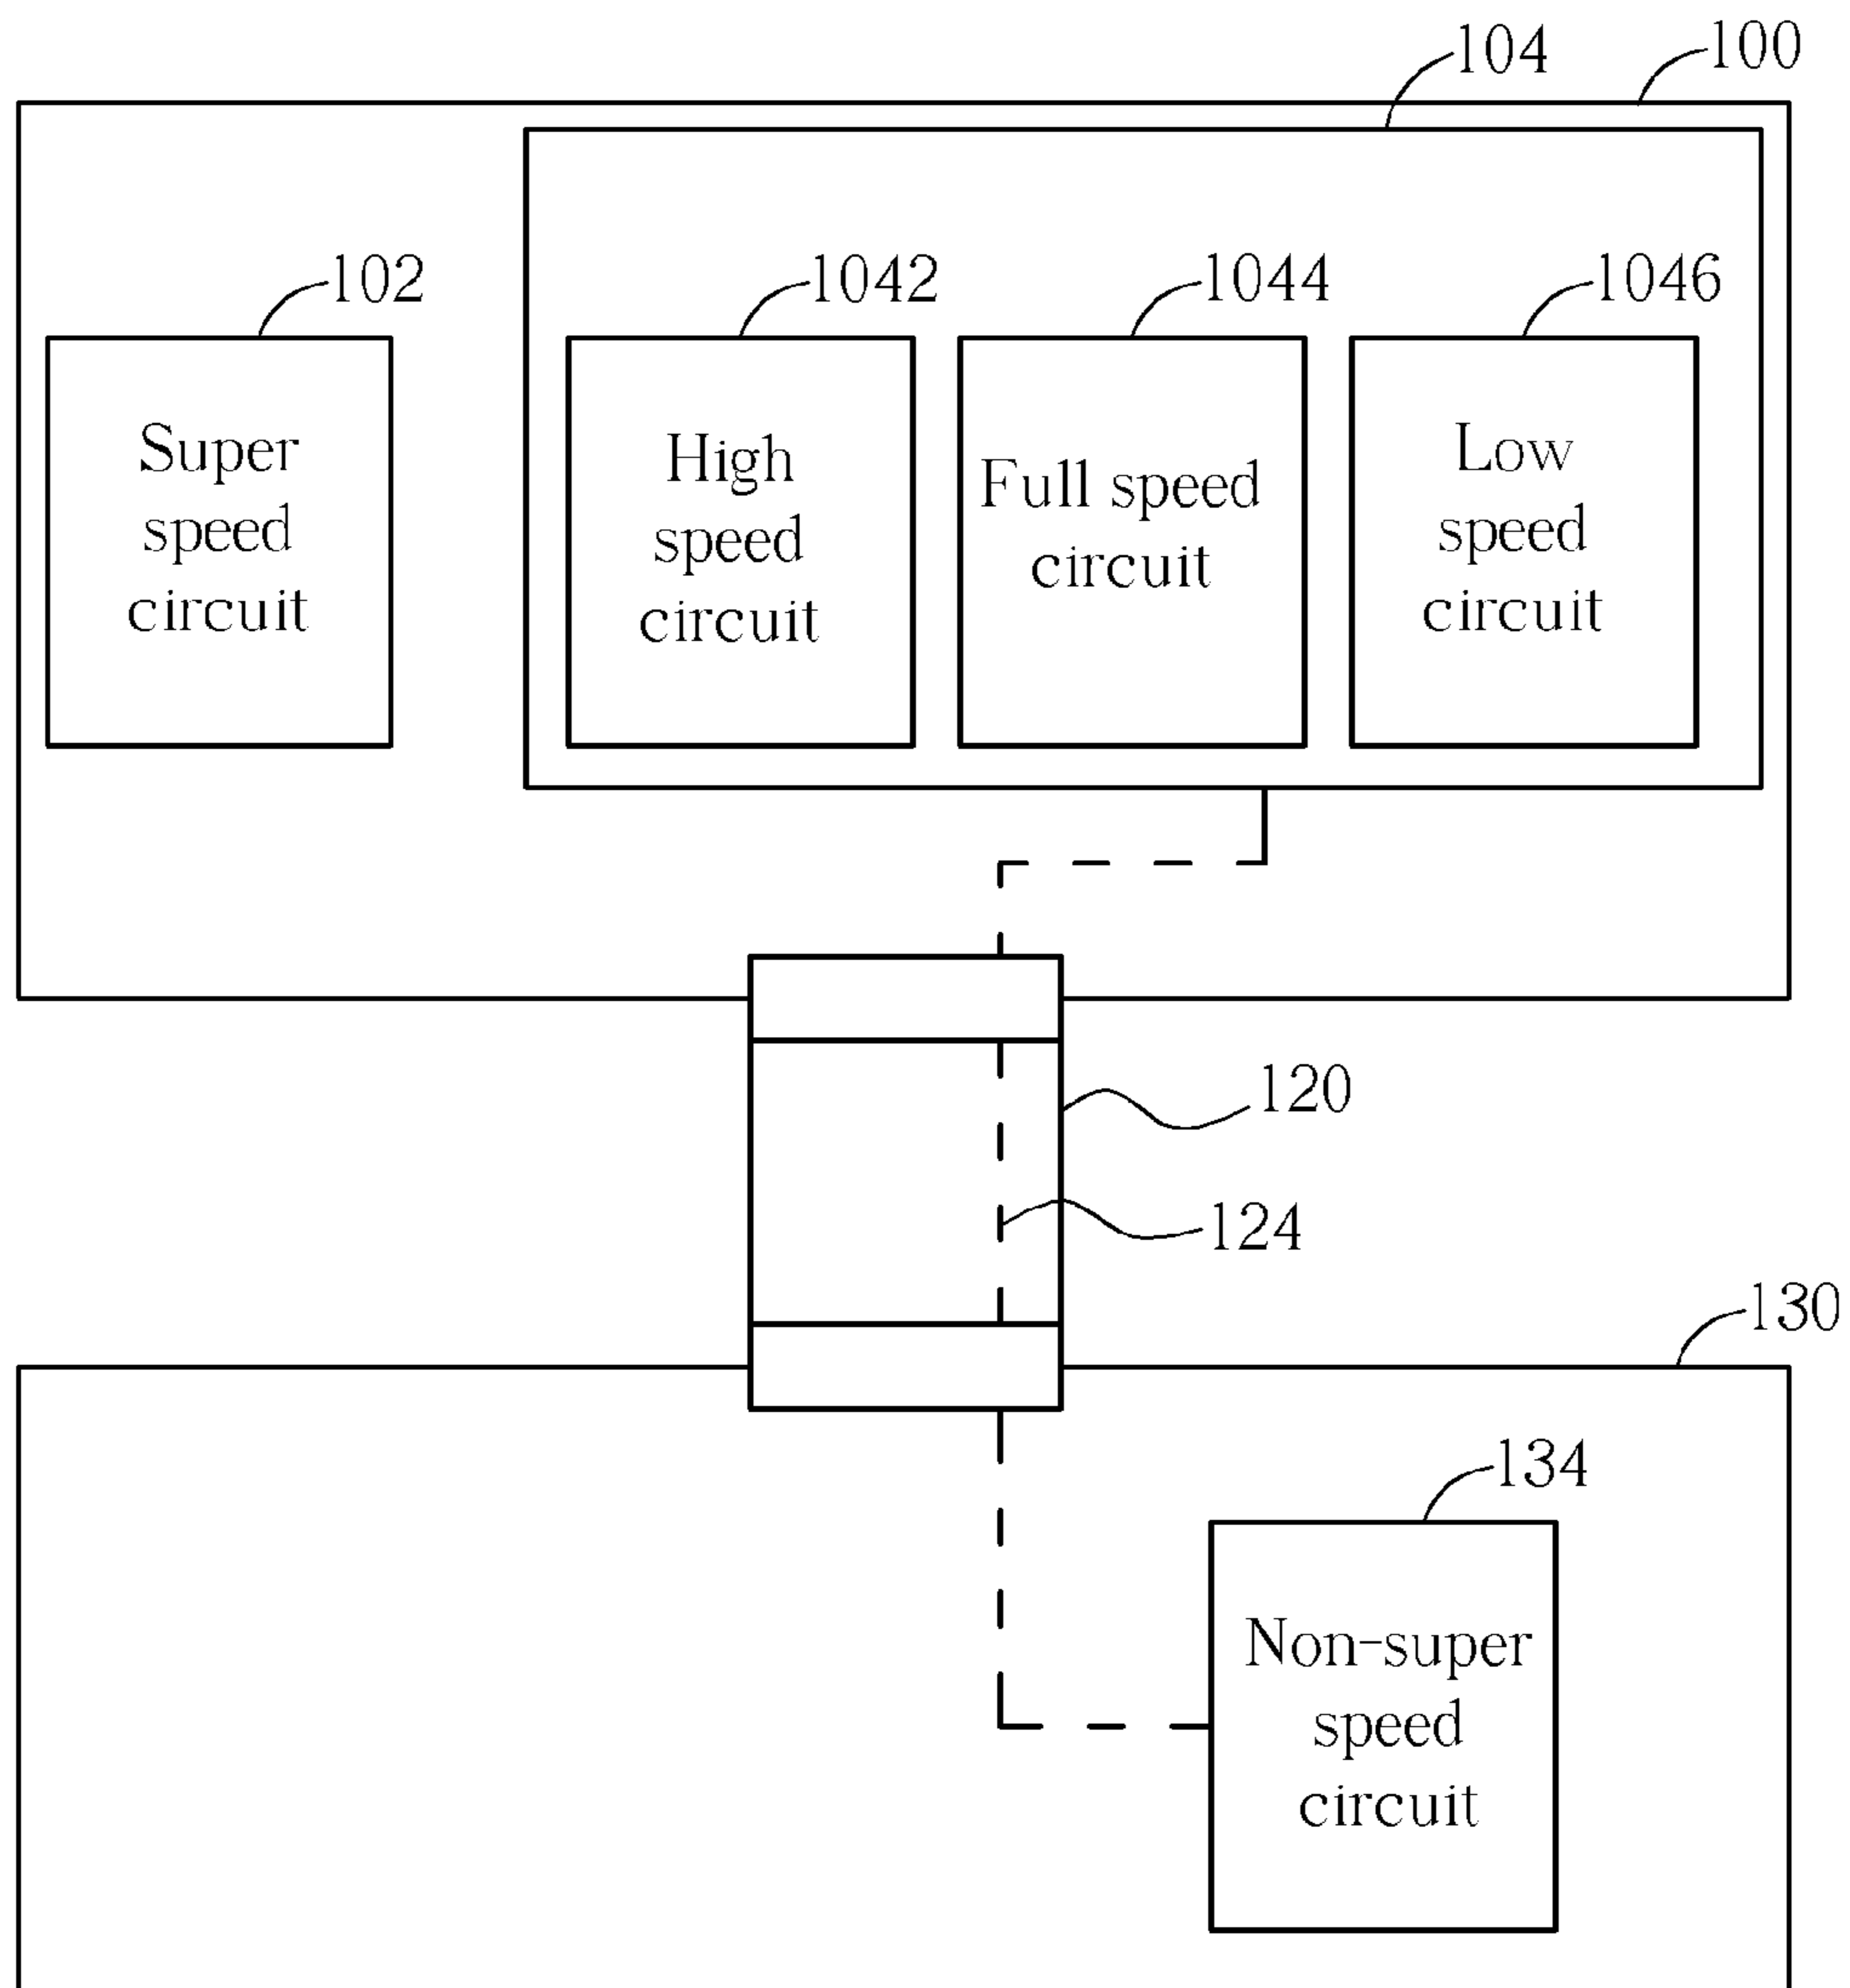 104
100
102
1042
1044
1046
Super
speed
circuit
High
speed
circuit
Full speed
circuit
Low
speed
circuit
120
124
130
134
Non-super
speed
circuit